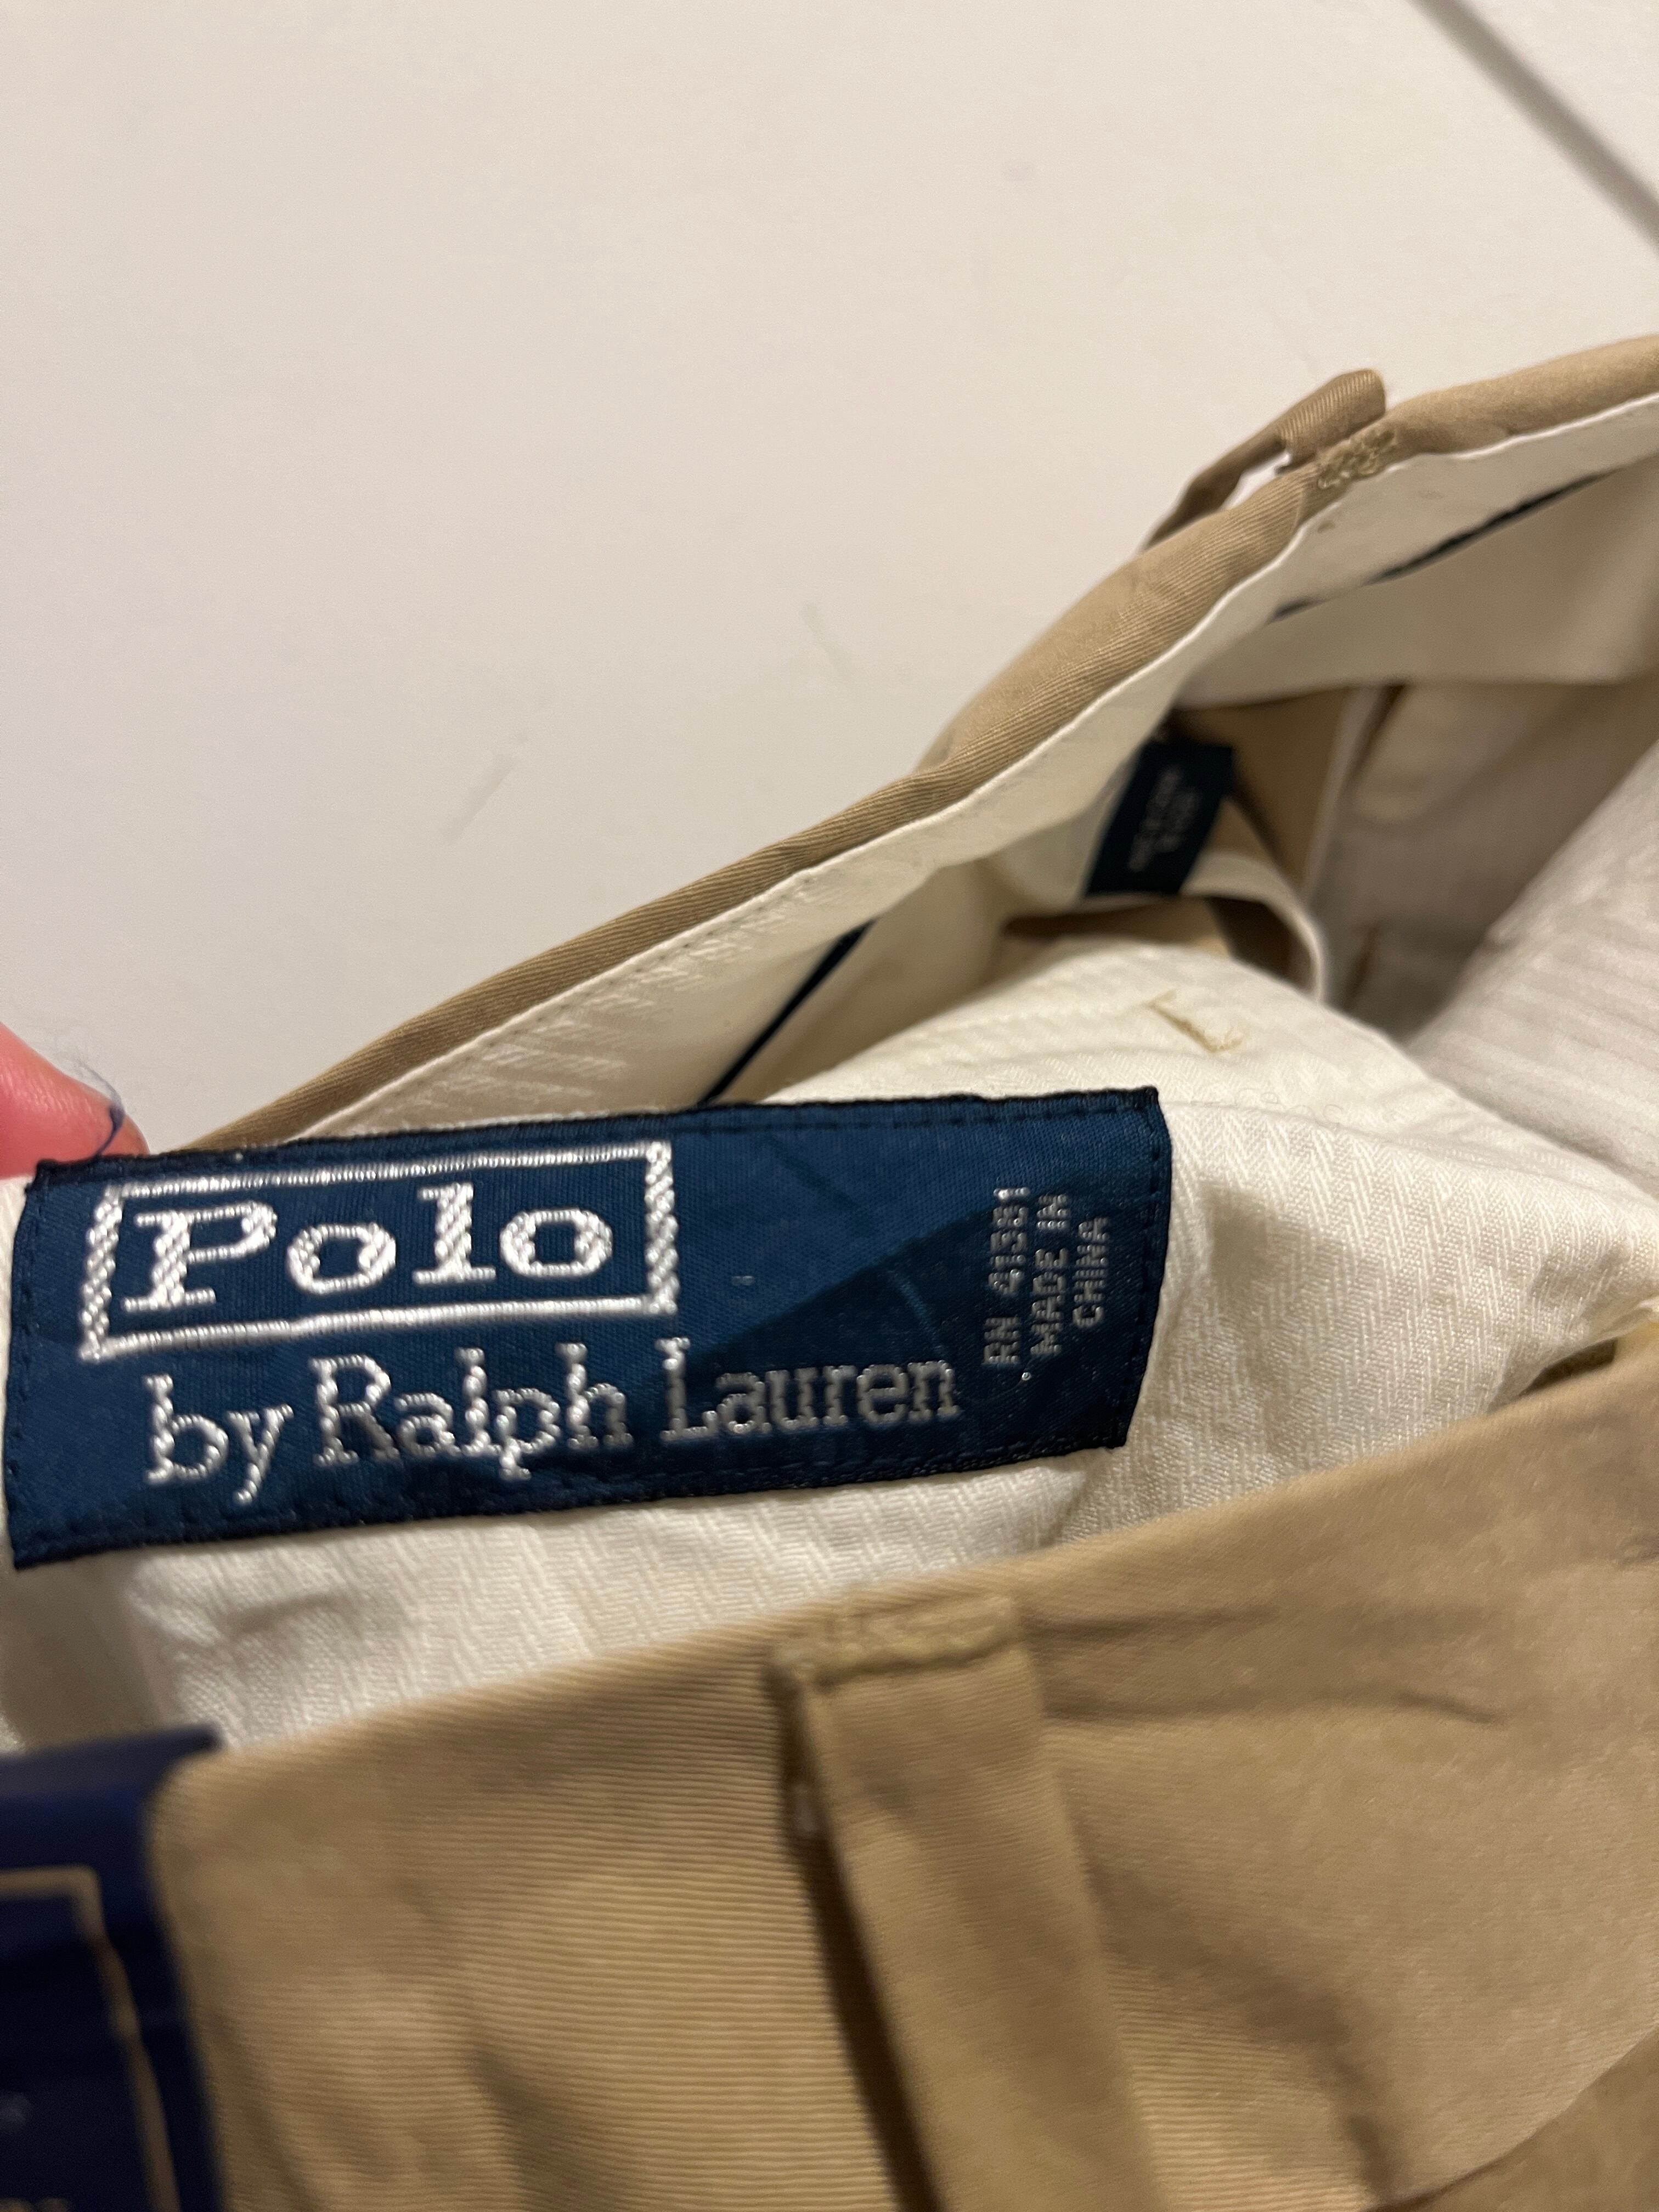 Polo
by Ralph Lauren
RN 41381
MADE IN
CHINA